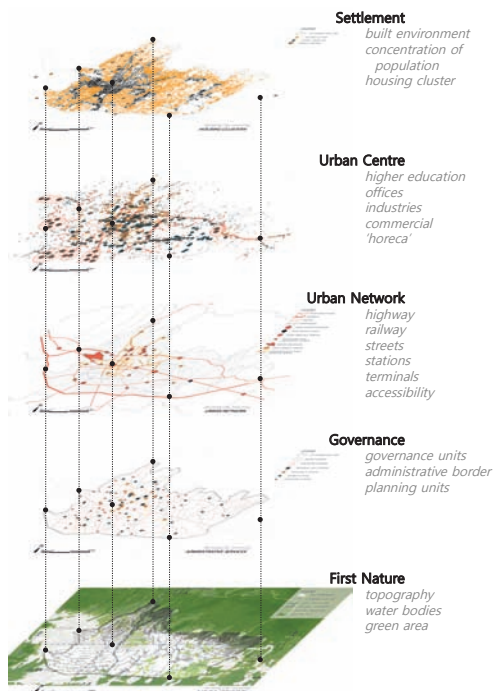 Settlement
built environment
concentration of
population
housing cluster
Urban Centre
higher education
offices
industries
commercial
'horeca'
Urban Network
highway
railway
streets
stations
terminals
accessibility
Governance
governance units
administrative border
planning units
First Nature
topography
water bodies
green area